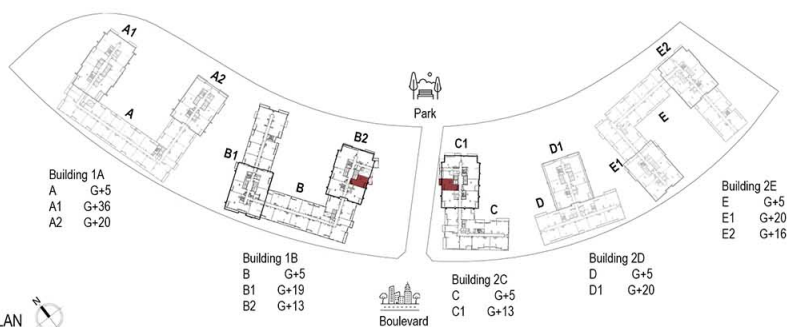 A1
A2
A
Building 1A
A G+5
A1 G+36
A2 G+20
B1
B
B2
Building 1B
B G+5
B1 G+19
B2 G+13
Park
C1
C
Boulevard
Building 2C
C G+5
C1 G+13
D1
D
Building 2D
D G+5
D1 G+20
E2
E
E1
Building 2E
E G+5
E1 G+20
E2 G+16
LAN
N